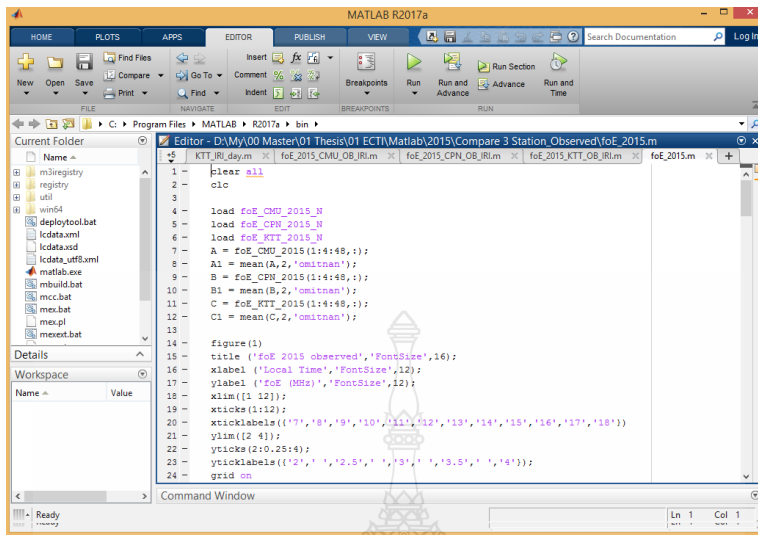 MATLAB R2017a
HOME PLOTS APPS EDITOR PUBLISH VIEW Search Documentation Log In
New Open Save Find Files Compare Print Go To Find Insert fx Comment Indent Breakpoints Run Run and Advance Run Section Advance Run and Time
FILE NAVIGATE EDIT BREAKPOINTS RUN
C: ▸ Program Files ▸ MATLAB ▸ R2017a ▸ bin ▸
Current Folder
Name
m3iregistry
registry
util
win64
deploytool.bat
lcdata.xml
lcdata.xsd
lcdata_utf8.xml
matlab.exe
mbuild.bat
mcc.bat
mex.bat
mex.pl
mexext.bat
Details
Workspace
Name Value
Editor - D:\My\00 Master\01 Thesis\01 ECTI\Matlab\2015\Compare 3 Station_Observed\foE_2015.m
+5 KTT_IRI_day.m foE_2015_CMU_OB_IRI.m foE_2015_CPN_OB_IRI.m foE_2015_KTT_OB_IRI.m foE_2015.m
1 - clear all
2 - clc
3
4 - load foE_CMU_2015_N
5 - load foE_CPN_2015_N
6 - load foE_KTT_2015_N
7 - A = foE_CMU_2015(1:4:48,:);
8 - A1 = mean(A,2,'omitnan');
9 - B = foE_CPN_2015(1:4:48,:);
10 - B1 = mean(B,2,'omitnan');
11 - C = foE_KTT_2015(1:4:48,:);
12 - C1 = mean(C,2,'omitnan');
13
14 - figure(1)
15 - title ('foE 2015 observed','FontSize',16);
16 - xlabel ('Local Time','FontSize',12);
17 - ylabel ('foE (MHz)','FontSize',12);
18 - xlim([1 12]);
19 - xticks(1:12);
20 - xticklabels({'7','8','9','10','11','12','13','14','15','16','17','18'})
21 - ylim([2 4]);
22 - yticks(2:0.25:4);
23 - yticklabels({'2',' ','2.5',' ','3',' ','3.5',' ','4'});
24 - grid on
Command Window
Ready
Ln 1 Col 1